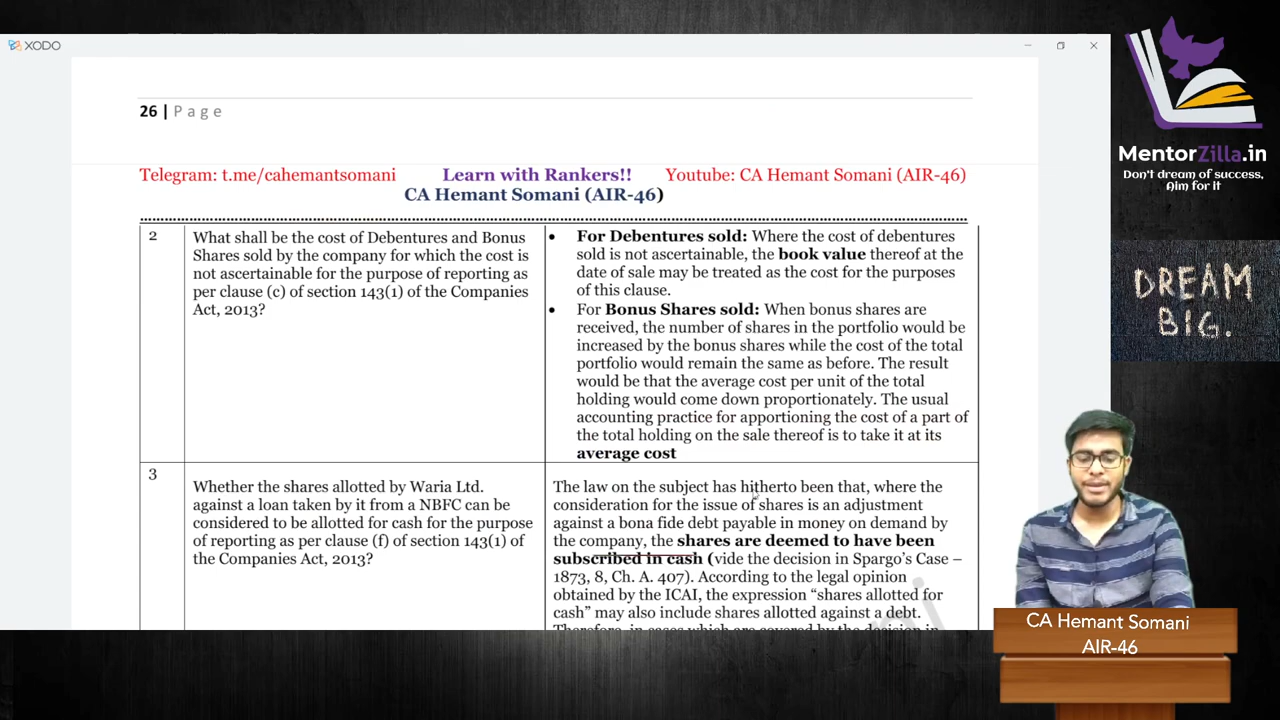 XODO
26 | P a g e
Telegram: t.me/cahemantsomani Learn with Rankers!! Youtube: CA Hemant Somani (AIR-46)
CA Hemant Somani (AIR-46)
2
What shall be the cost of Debentures and Bonus
Shares sold by the company for which the cost is
not ascertainable for the purpose of reporting as
per clause (c) of section 143(1) of the Companies
Act, 2013?
• For Debentures sold: Where the cost of debentures
sold is not ascertainable, the book value thereof at the
date of sale may be treated as the cost for the purposes
of this clause.
• For Bonus Shares sold: When bonus shares are
received, the number of shares in the portfolio would be
increased by the bonus shares while the cost of the total
portfolio would remain the same as before. The result
would be that the average cost per unit of the total
holding would come down proportionately. The usual
accounting practice for apportioning the cost of a part of
the total holding on the sale thereof is to take it at its
average cost
3
Whether the shares allotted by Waria Ltd.
against a loan taken by it from a NBFC can be
considered to be allotted for cash for the purpose
of reporting as per clause (f) of section 143(1) of
the Companies Act, 2013?
The law on the subject has hitherto been that, where the
consideration for the issue of shares is an adjustment
against a bona fide debt payable in money on demand by
the company, the shares are deemed to have been
subscribed in cash (vide the decision in Spargo's Case –
1873, 8, Ch. A. 407). According to the legal opinion
obtained by the ICAI, the expression "shares allotted for
cash" may also include shares allotted against a debt.
Therefore, in cases which are covered by the decision in
MentorZilla.in
Don't dream of success,
Aim for it
DREAM
BIG.
CA Hemant Somani
AIR-46